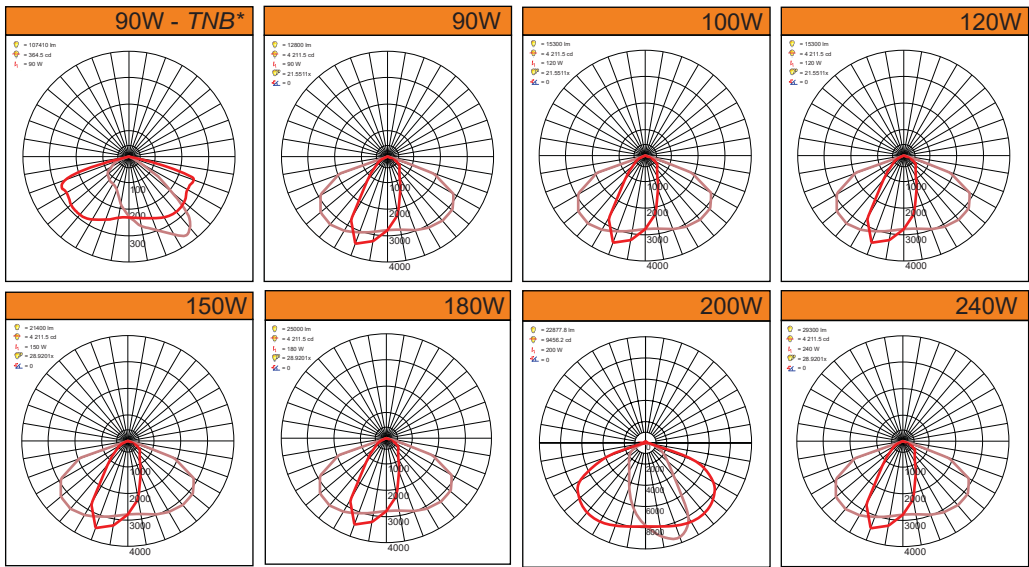 90W - TNB*
= 107410 lm
= 364.5 cd
= 90 W
100
200
300
90W
= 12800 lm
= 4 211.5 cd
= 90 W
= 21.5511x
= 0
1000
2000
3000
4000
100W
= 15300 lm
= 4 211.5 cd
= 120 W
= 21.5511x
= 0
1000
2000
3000
4000
120W
= 15300 lm
= 4 211.5 cd
= 120 W
= 21.5511x
= 0
1000
2000
3000
4000
150W
= 21400 lm
= 4 211.5 cd
= 150 W
= 28.9201x
= 0
1000
2000
3000
4000
180W
= 25000 lm
= 4 211.5 cd
= 180 W
= 28.9201x
= 0
1000
2000
3000
4000
200W
= 22877.8 lm
= 9456.2 cd
= 200 W
= 0
2000
4000
6000
8000
240W
= 29300 lm
= 4 211.5 cd
= 240 W
= 28.9201x
= 0
1000
2000
3000
4000